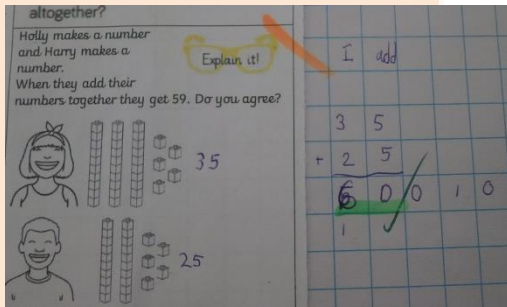 altogether?
Holly makes a number
and Harry makes a
number.
When they add their
numbers together they get 59. Do you agree?
Explain it!
35
25
I add
3 5
+ 2 5
6 0 0 1 0
1